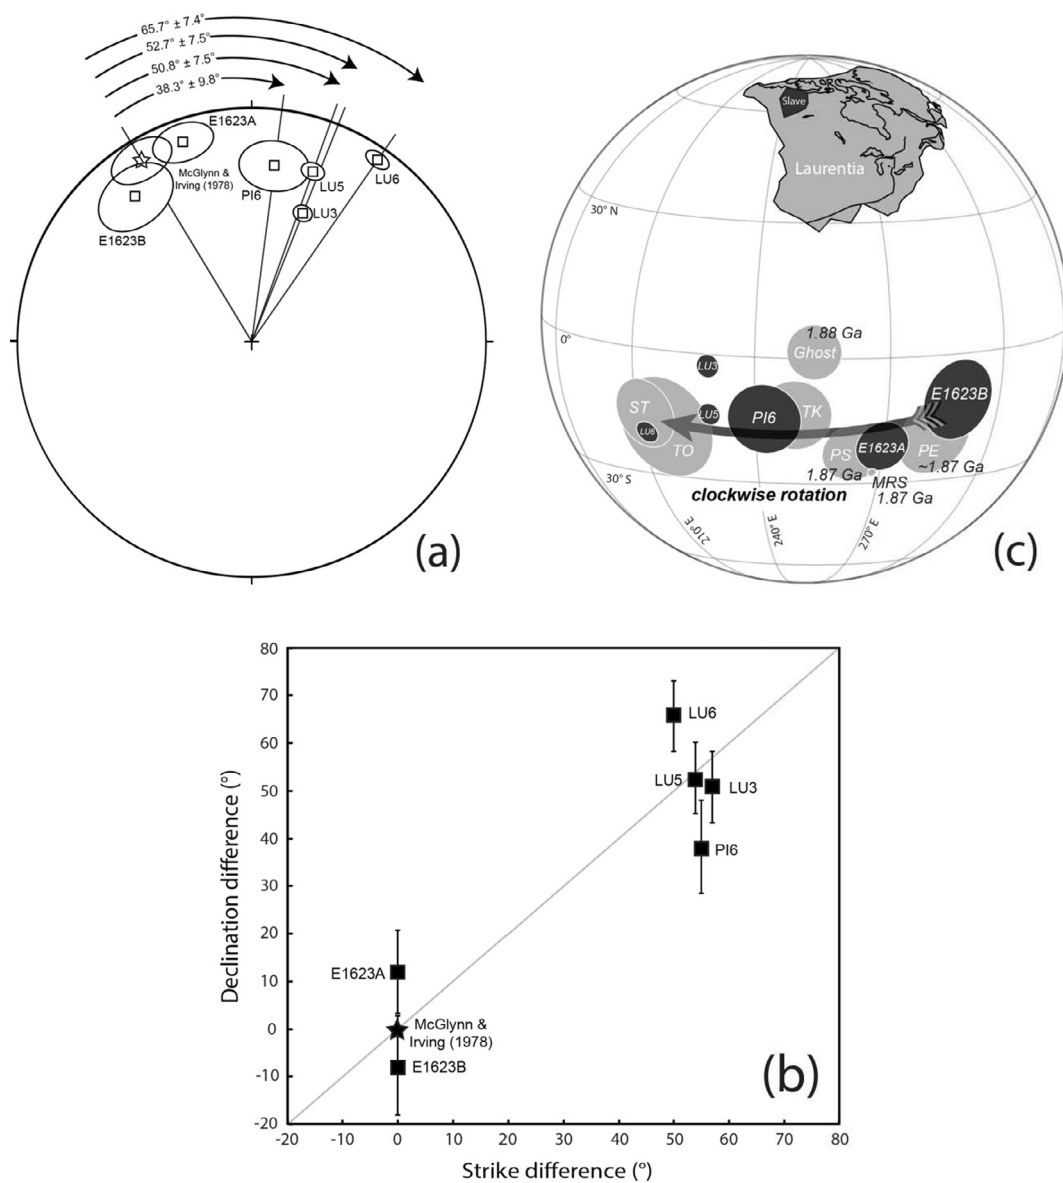 65.7° ± 7.4°
52.7° ± 7.5°
50.8° ± 7.5°
38.3° ± 9.8°
E1623A
McGlynn &
Irving (1978)
E1623B
PI6
LU5
LU6
LU3
(a)
Slave
Laurentia
30° N
0°
1.88 Ga
Ghost
LU3
E1623B
ST
LU5
PI6
TK
LU6
TO
PS
E1623A
PE
1.87 Ga
~1.87 Ga
MRS
1.87 Ga
30° S
clockwise rotation
210° E
240° E
270° E
(c)
80
70
60
50
40
30
20
10
0
-10
-20
Declination difference (°)
LU6
LU5
LU3
PI6
E1623A
McGlynn &
Irving (1978)
E1623B
(b)
-20
-10
0
10
20
30
40
50
60
70
80
Strike difference (°)